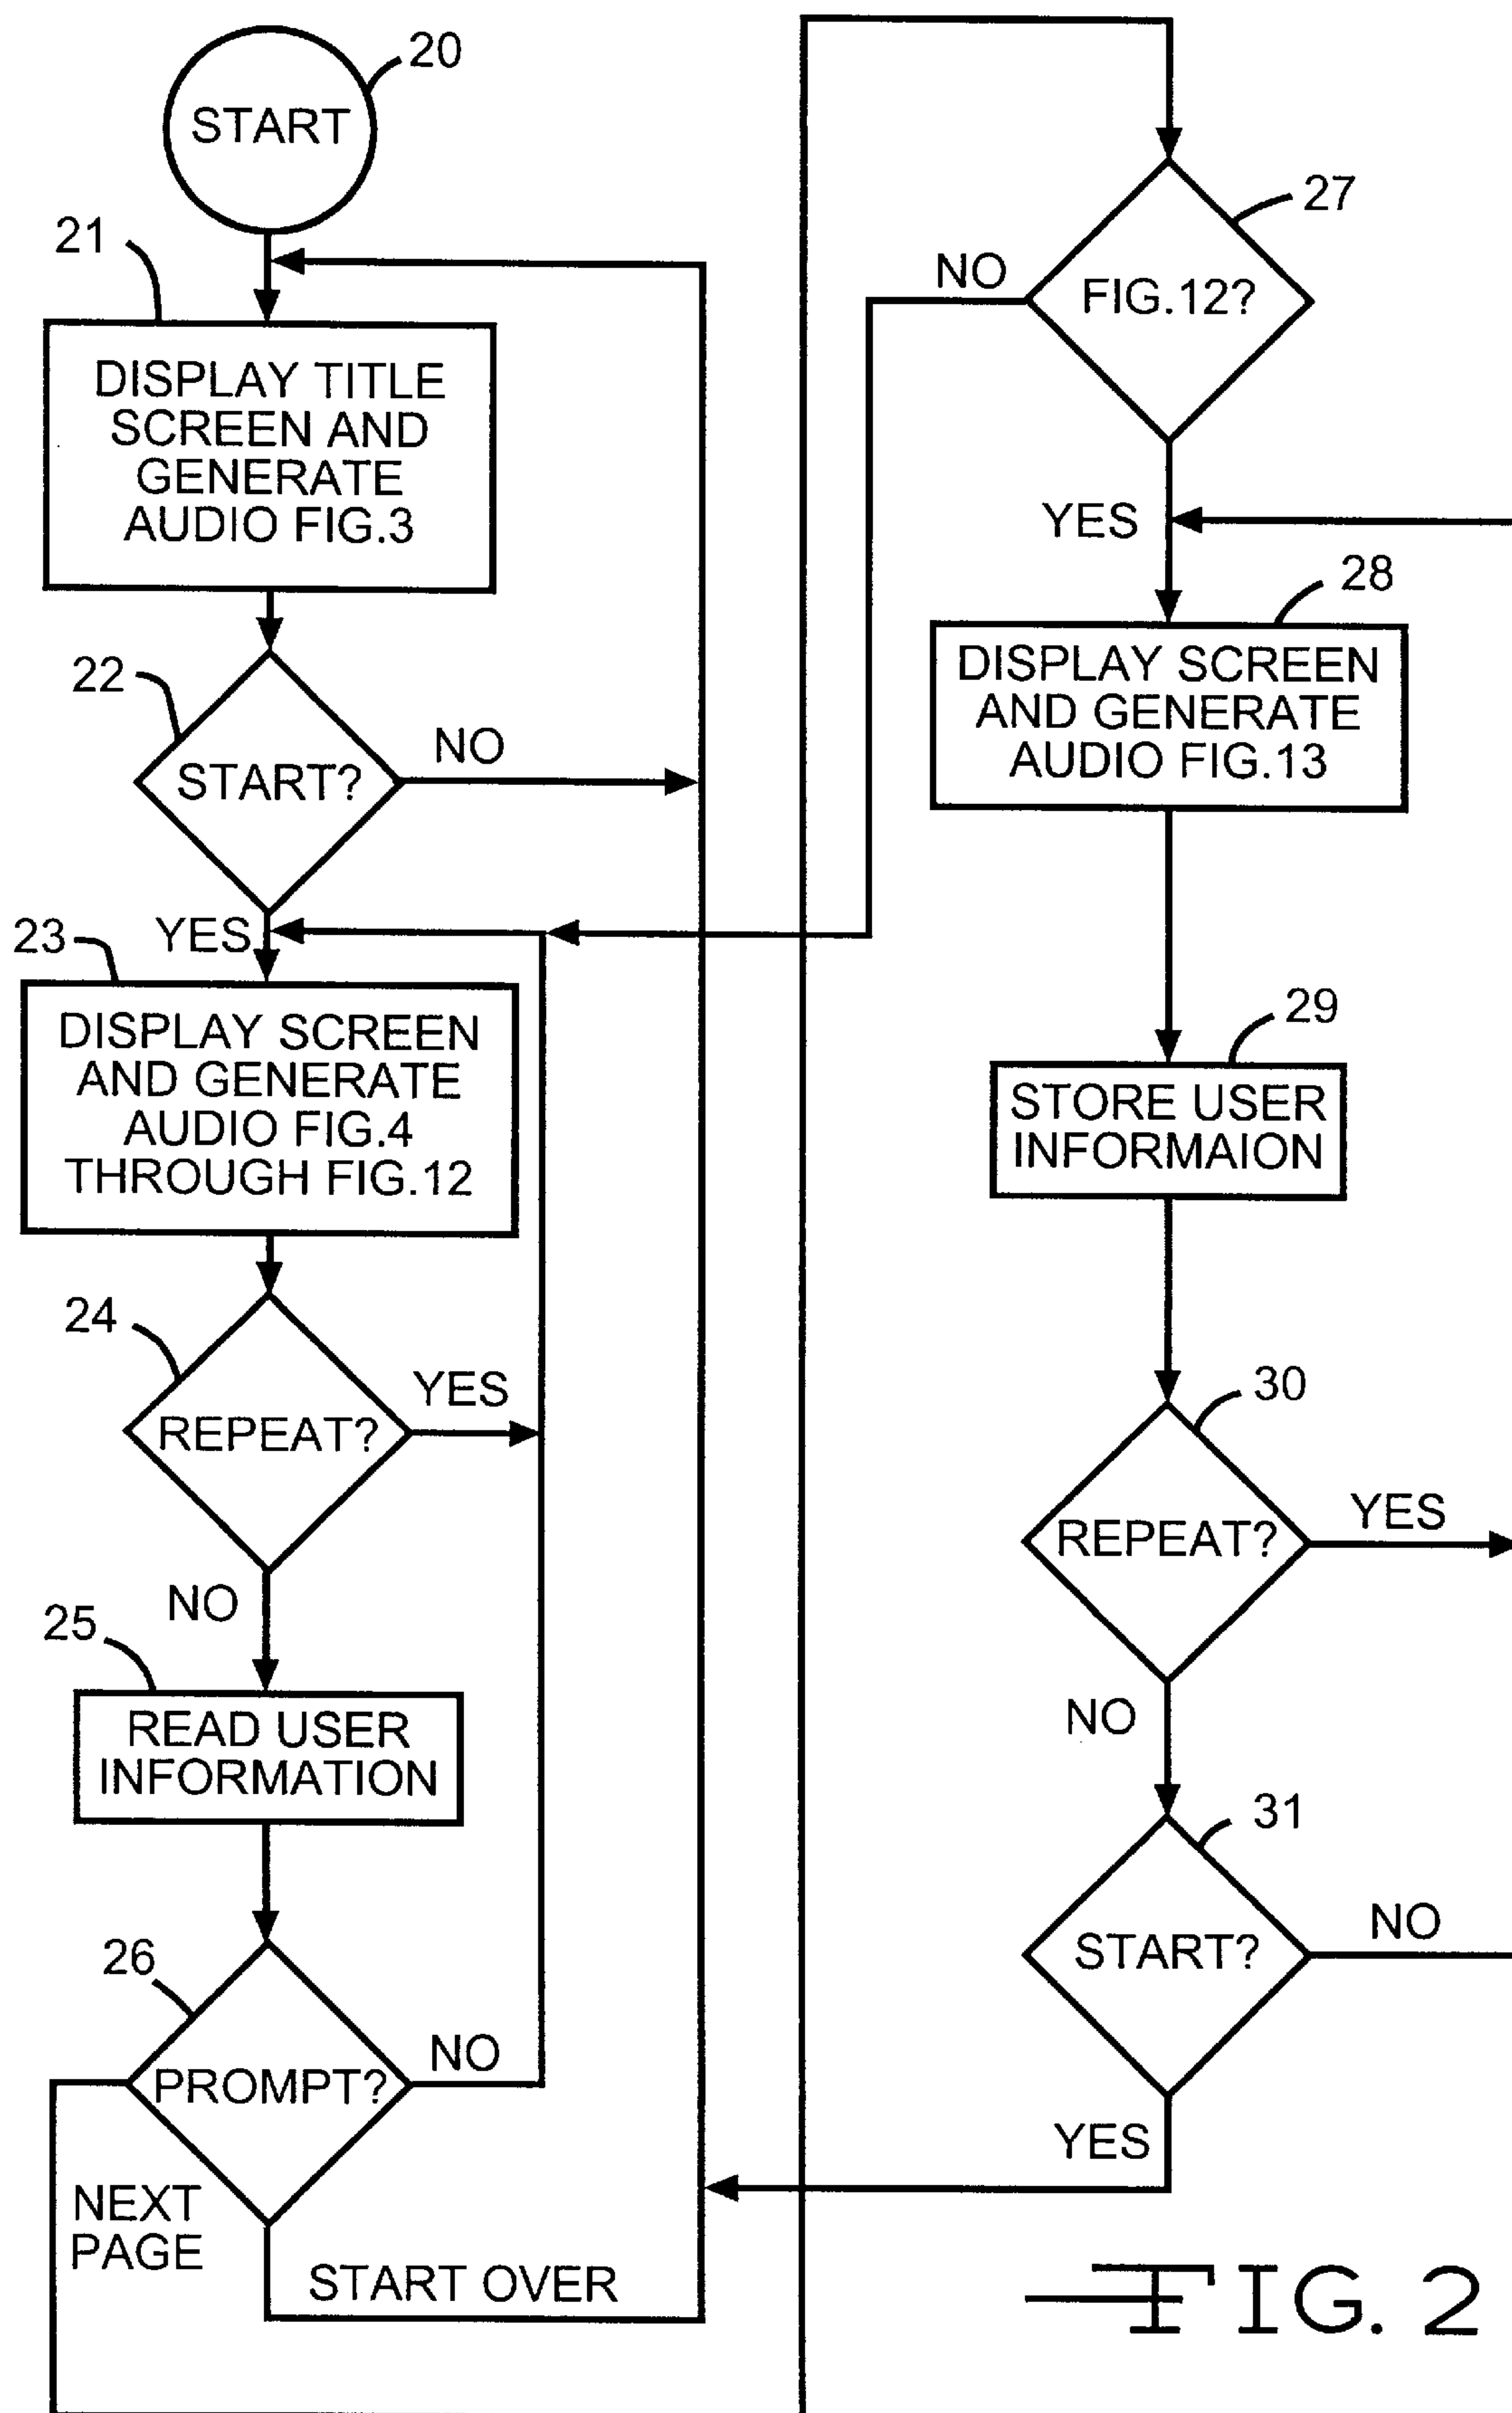 START
20
21
DISPLAY TITLE
SCREEN AND
GENERATE
AUDIO FIG.3
22
START?
NO
YES
23
DISPLAY SCREEN
AND GENERATE
AUDIO FIG.4
THROUGH FIG.12
24
REPEAT?
YES
NO
25
READ USER
INFORMATION
26
PROMPT?
NO
NEXT
PAGE
START OVER
27
FIG.12?
NO
YES
28
DISPLAY SCREEN
AND GENERATE
AUDIO FIG.13
29
STORE USER
INFORMAION
30
REPEAT?
YES
NO
31
START?
NO
YES
FIG. 2